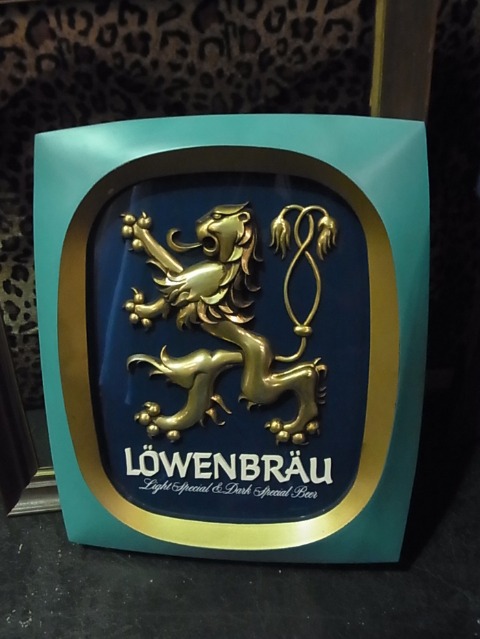 LÖWENBRÄU
Light Special & Dark Special Beer